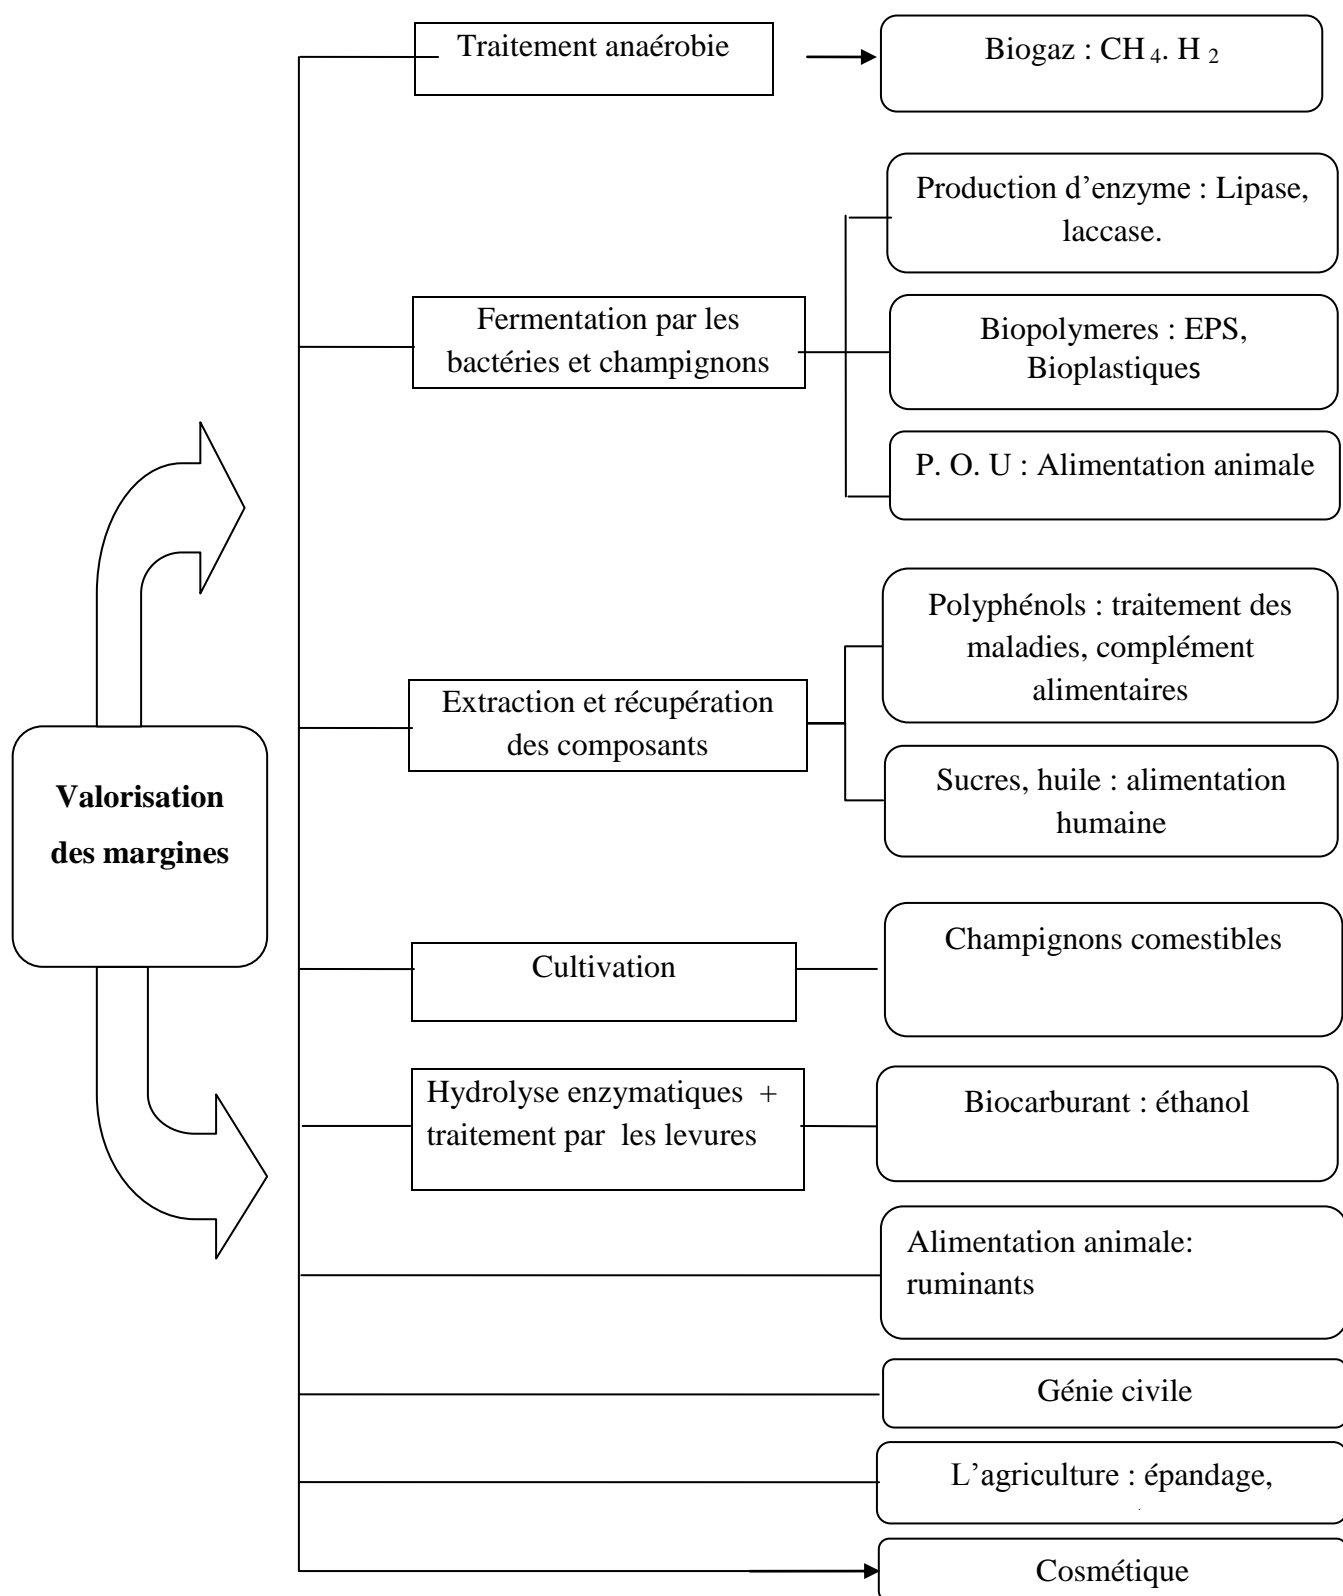 Traitement anaérobie
Biogaz : CH 4. H 2
Production d’enzyme : Lipase,
laccase.
Fermentation par les
bactéries et champignons
Biopolymeres : EPS,
Bioplastiques
P. O. U : Alimentation animale
Polyphénols : traitement des
maladies, complément
alimentaires
Extraction et récupération
des composants
Sucres, huile : alimentation
humaine
Valorisation
des margines
Cultivation
Champignons comestibles
Hydrolyse enzymatiques +
traitement par les levures
Biocarburant : éthanol
Alimentation animale:
ruminants
Génie civile
L’agriculture : épandage,
Cosmétique